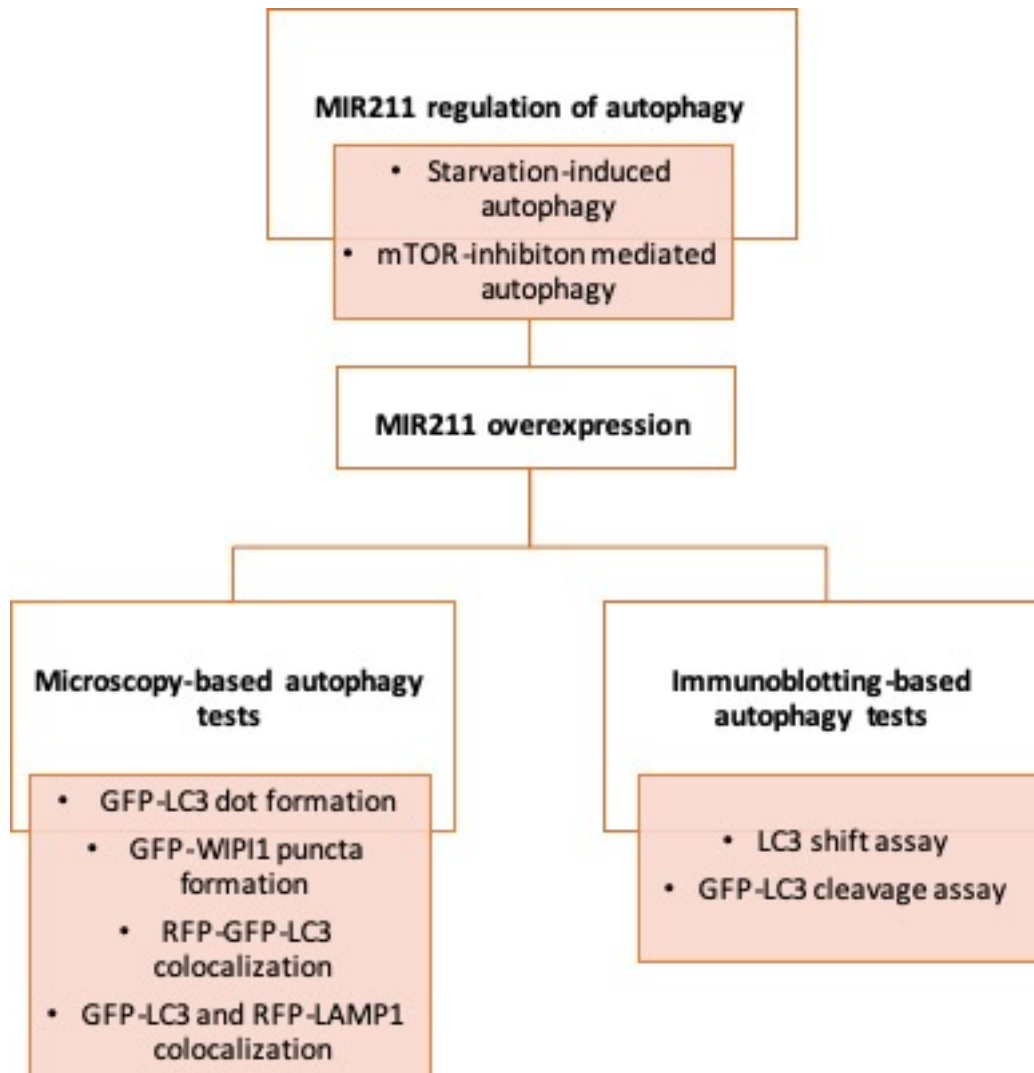 MIR211 regulation of autophagy
• Starvation-induced
autophagy
• mTOR-inhibiton mediated
autophagy
MIR211 overexpression
Microscopy-based autophagy
tests
• GFP-LC3 dot formation
• GFP-WIPI1 puncta
formation
• RFP-GFP-LC3
colocalization
• GFP-LC3 and RFP-LAMP1
colocalization
Immunoblotting-based
autophagy tests
• LC3 shift assay
• GFP-LC3 cleavage assay